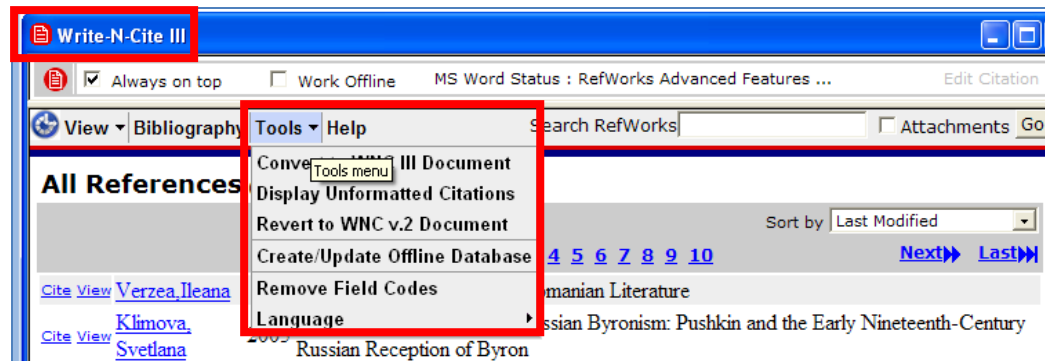 Write-N-Cite III
Always on top Work Offline MS Word Status : RefWorks Advanced Features ... Edit Citation
View Bibliography Tools Help Search RefWorks Attachments Go
Convert to WNC III Document
Tools menu
Display Unformatted Citations
All References
Revert to WNC v.2 Document
Sort by Last Modified
Create/Update Offline Database 4 5 6 7 8 9 10 Next Last
Cite View Verzea, Ileana Remove Field Codes Literature
Language
Cite View Klimova, Svetlana Byronism: Pushkin and the Early Nineteenth-Century
Russian Reception of Byron